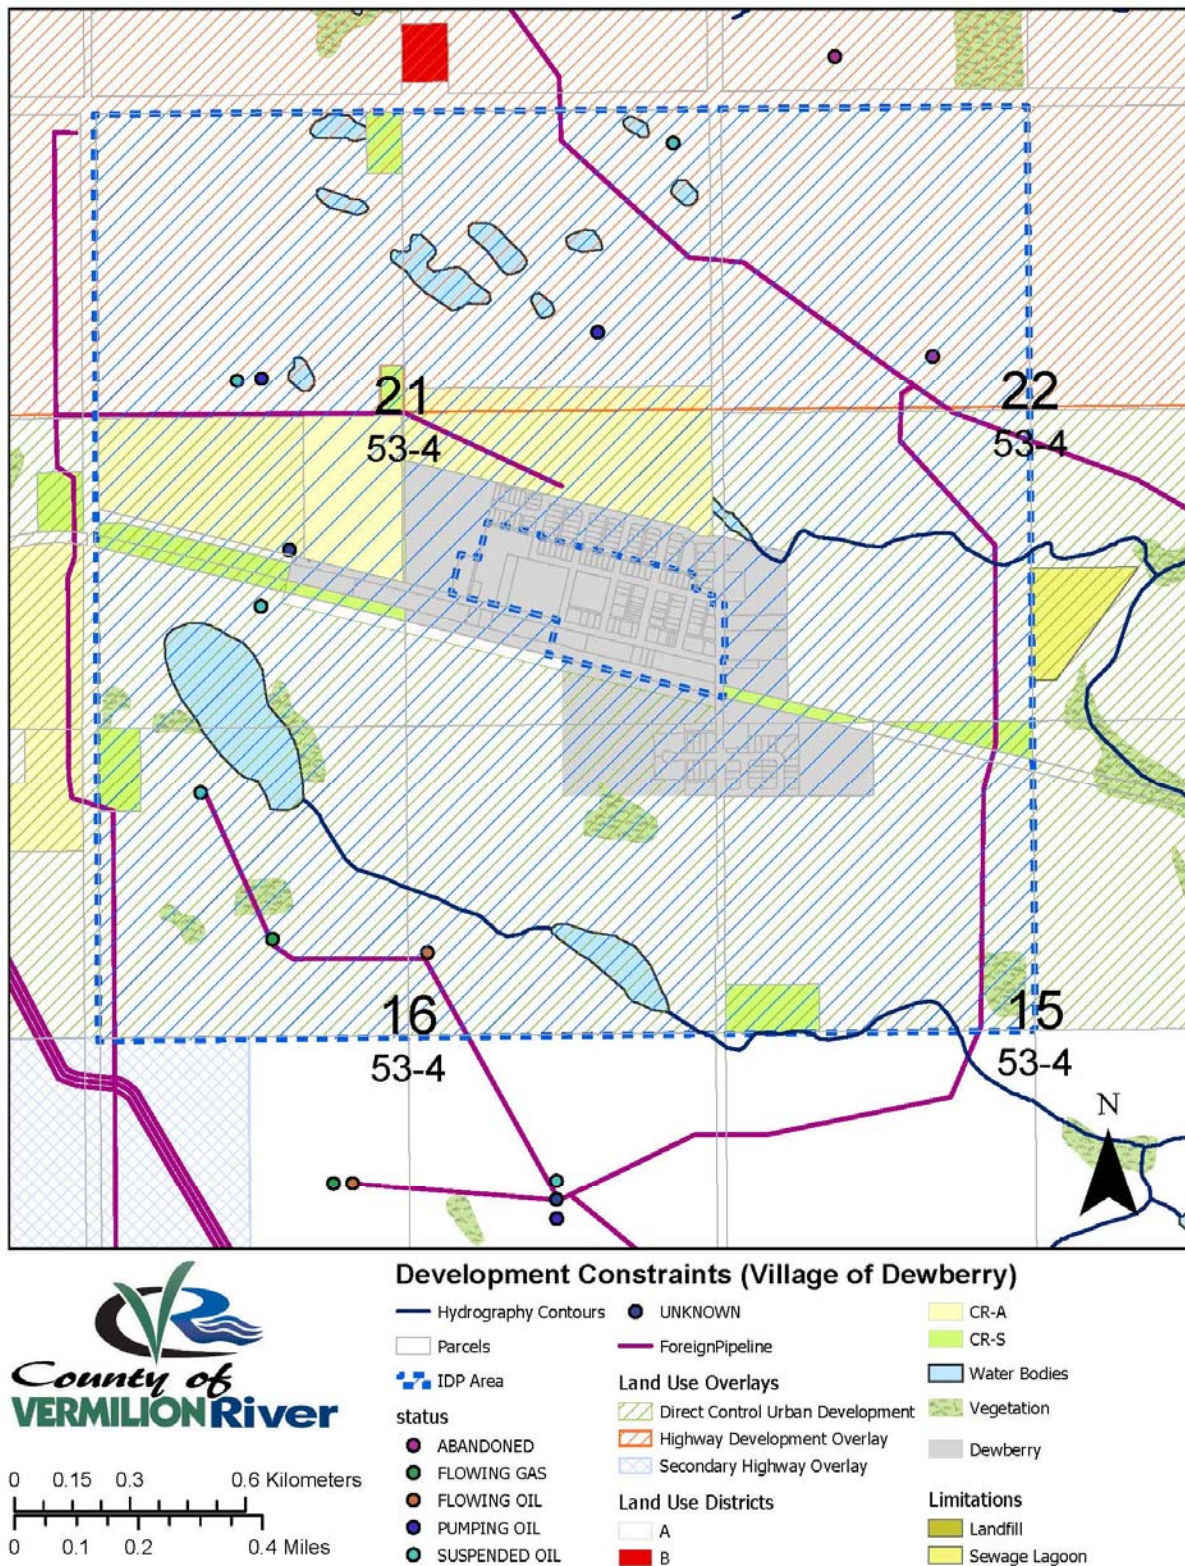 21
53-4
22
53-4
16
53-4
15
53-4
N
County of
VERMILION River
0 0.15 0.3 0.6 Kilometers
0 0.1 0.2 0.4 Miles
Development Constraints (Village of Dewberry)
Hydrography Contours
Parcels
IDP Area
status
ABANDONED
FLOWING GAS
FLOWING OIL
PUMPING OIL
SUSPENDED OIL
UNKNOWN
ForeignPipeline
Land Use Overlays
Direct Control Urban Development
Highway Development Overlay
Secondary Highway Overlay
Land Use Districts
A
B
CR-A
CR-S
Water Bodies
Vegetation
Dewberry
Limitations
Landfill
Sewage Lagoon